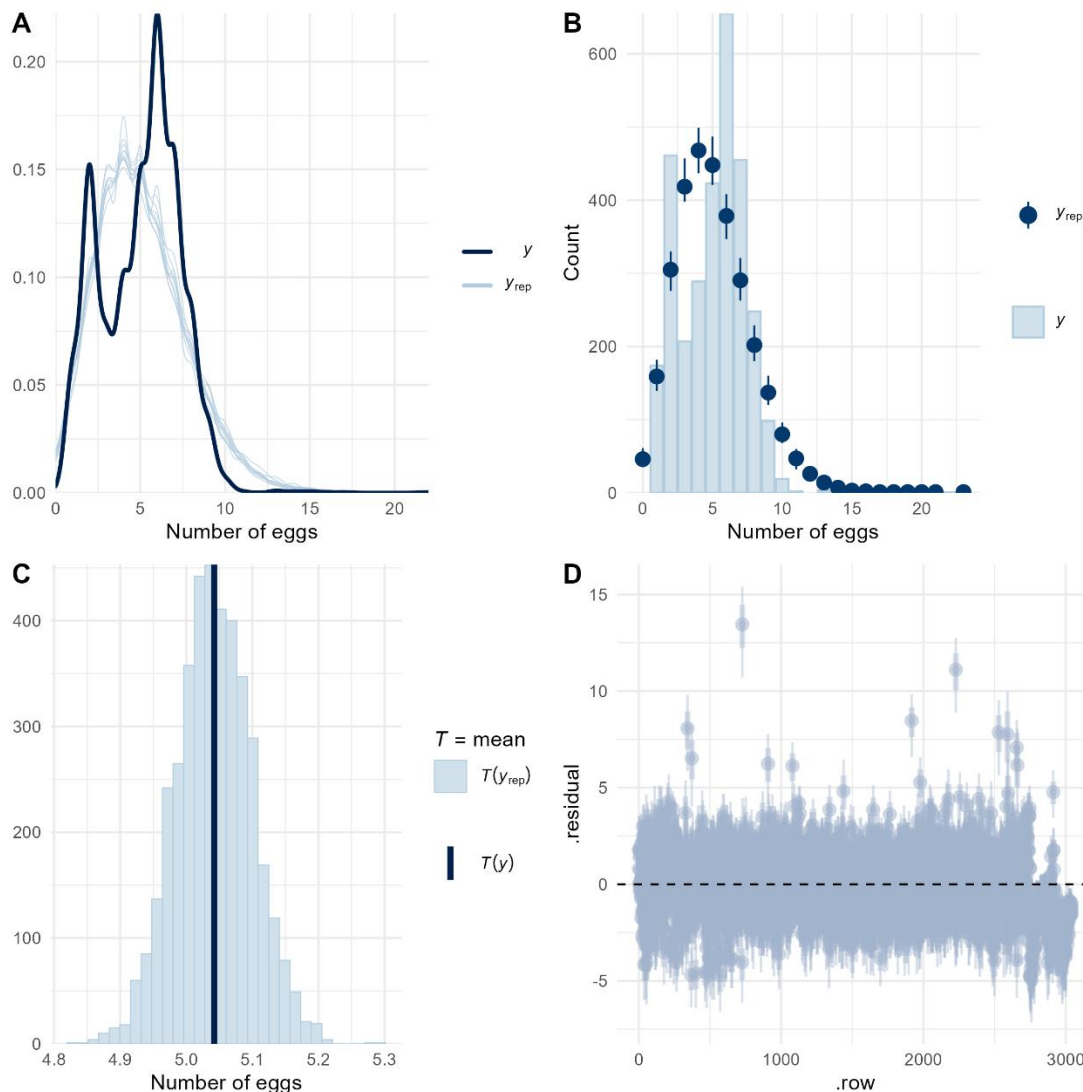 A
0.20
0.15
0.10
0.05
0.00
0 5 10 15 20
Number of eggs
y
yrep
B
Count
600
400
200
0
0 5 10 15 20
Number of eggs
yrep
y
C
400
300
200
100
0
4.8 4.9 5.0 5.1 5.2 5.3
Number of eggs
T = mean
T(yrep)
T(y)
D
.residual
15
10
5
0
-5
0 1000 2000 3000
.row